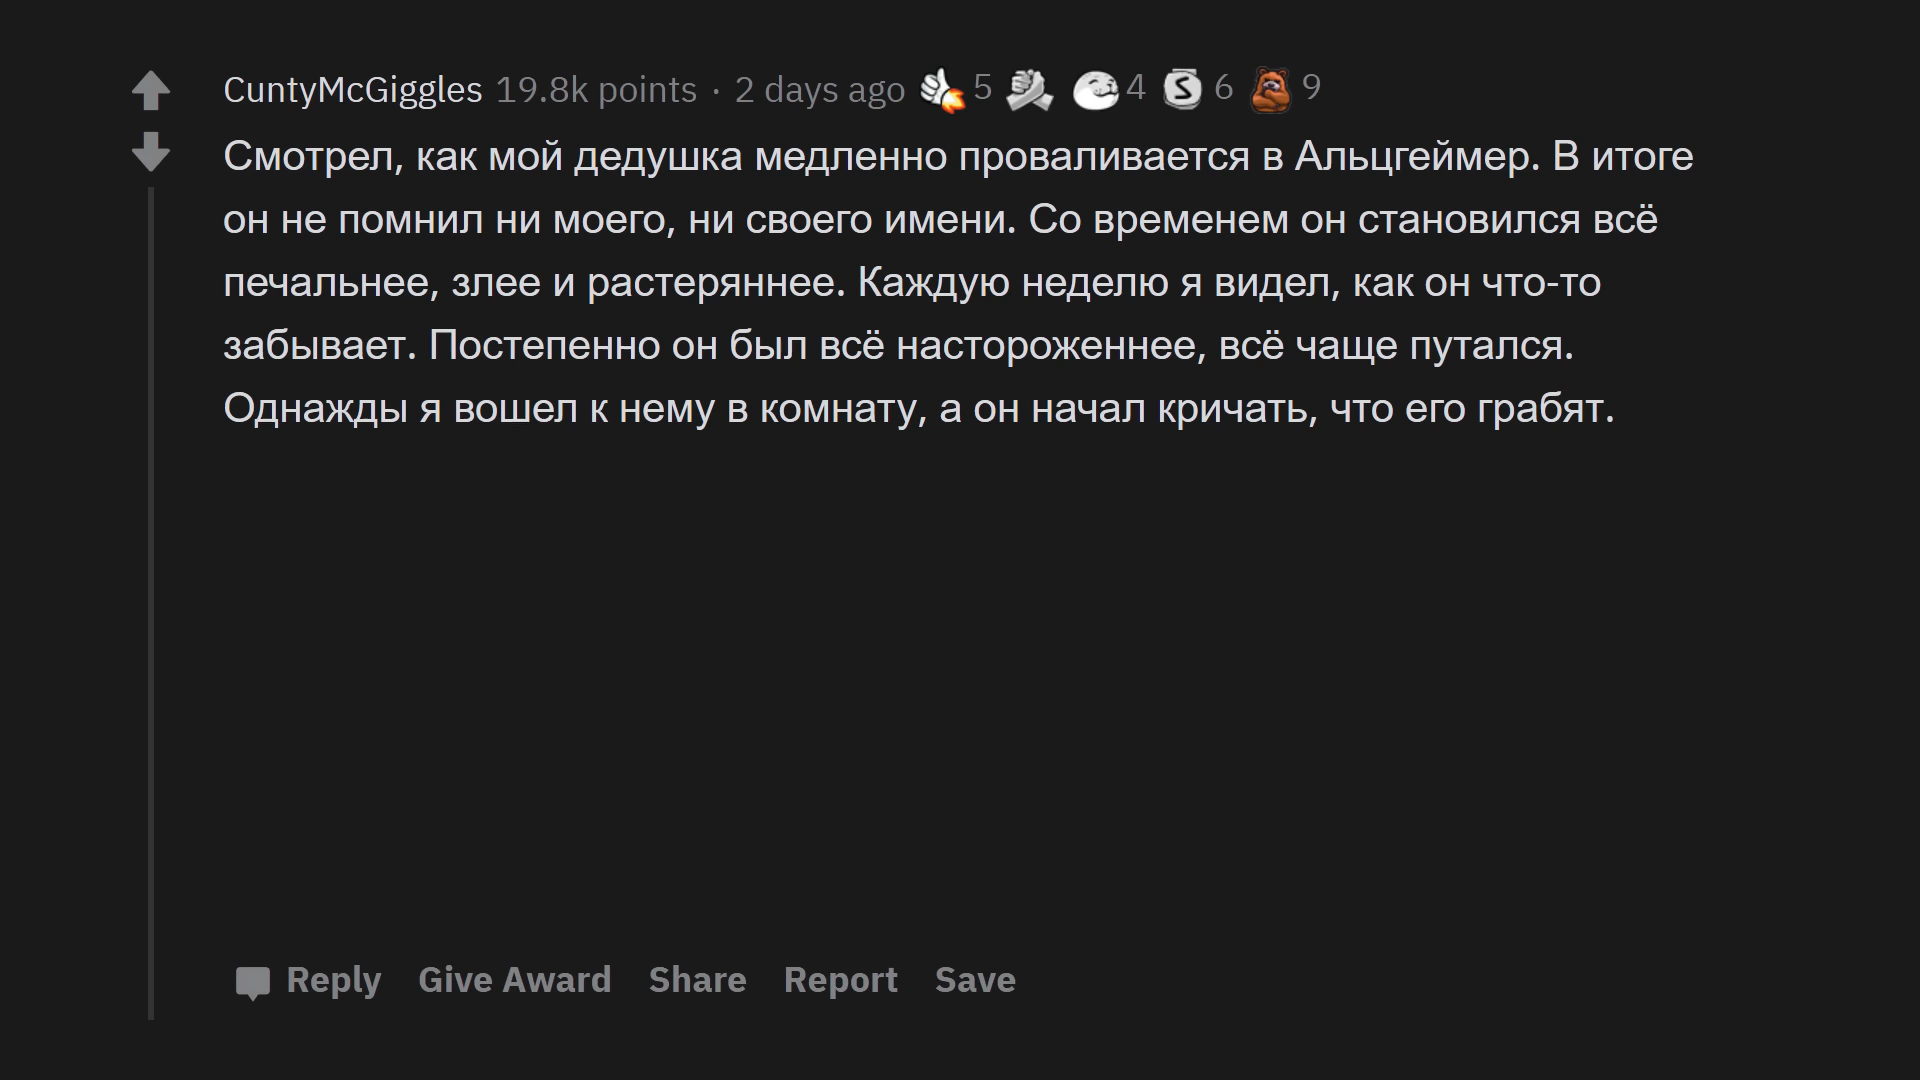 CuntyMcGiggles 19.8k points · 2 days ago 5 4 6 9
Смотрел, как мой дедушка медленно проваливается в Альцгеймер. В итоге
он не помнил ни моего, ни своего имени. Со временем он становился всё
печальнее, злее и растеряннее. Каждую неделю я видел, как он что-то
забывает. Постепенно он был всё настороженнее, всё чаще путался.
Однажды я вошел к нему в комнату, а он начал кричать, что его грабят.
Reply Give Award Share Report Save